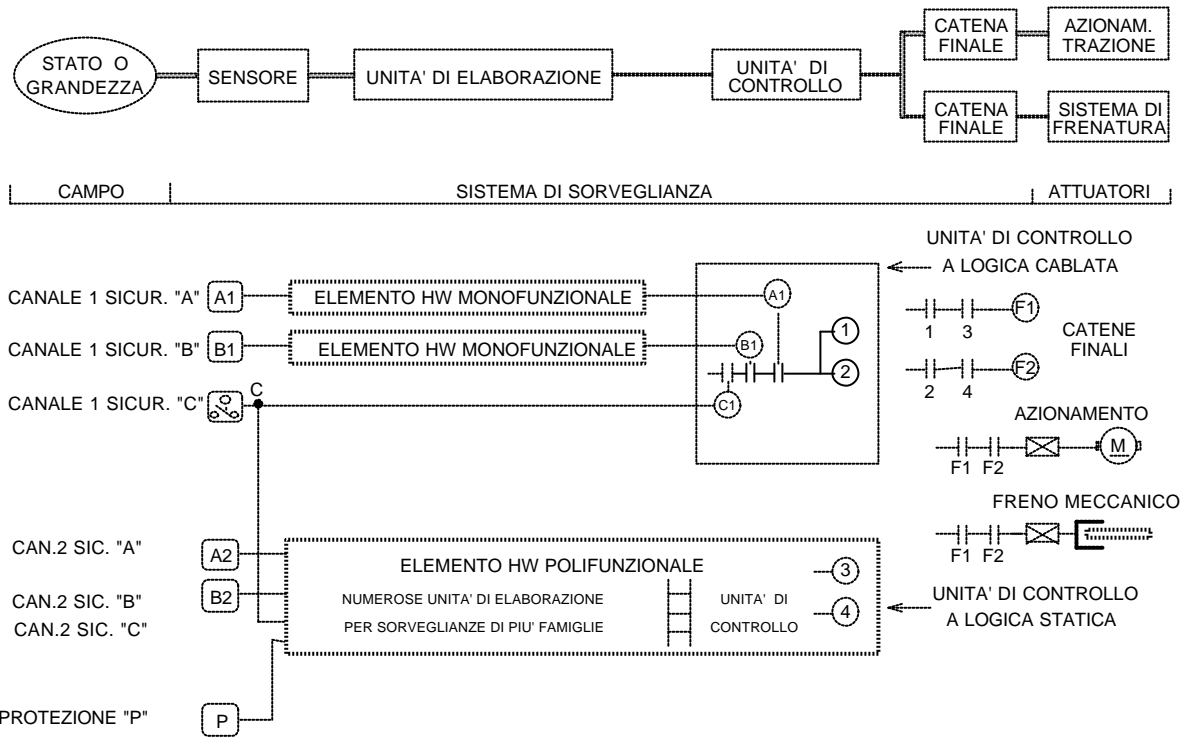 STATO O
GRANDEZZA
SENSORE
UNITA' DI ELABORAZIONE
UNITA' DI
CONTROLLO
CATENA
FINALE
AZIONAM.
TRAZIONE
CATENA
FINALE
SISTEMA DI
FRENATURA
CAMPO
SISTEMA DI SORVEGLIANZA
ATTUATORI
UNITA' DI CONTROLLO
A LOGICA CABLATA
CANALE 1 SICUR. "A"
A1
ELEMENTO HW MONOFUNZIONALE
A1
CANALE 1 SICUR. "B"
B1
ELEMENTO HW MONOFUNZIONALE
B1
1
2
CANALE 1 SICUR. "C"
C
C1
1 3
F1
CATENE
FINALI
2 4
F2
AZIONAMENTO
F1 F2
M
FRENO MECCANICO
F1 F2
CAN.2 SIC. "A"
A2
CAN.2 SIC. "B"
B2
CAN.2 SIC. "C"
ELEMENTO HW POLIFUNZIONALE
NUMEROSE UNITA' DI ELABORAZIONE
PER SORVEGLIANZE DI PIU' FAMIGLIE
UNITA' DI
CONTROLLO
3
4
UNITA' DI CONTROLLO
A LOGICA STATICA
PROTEZIONE "P"
P